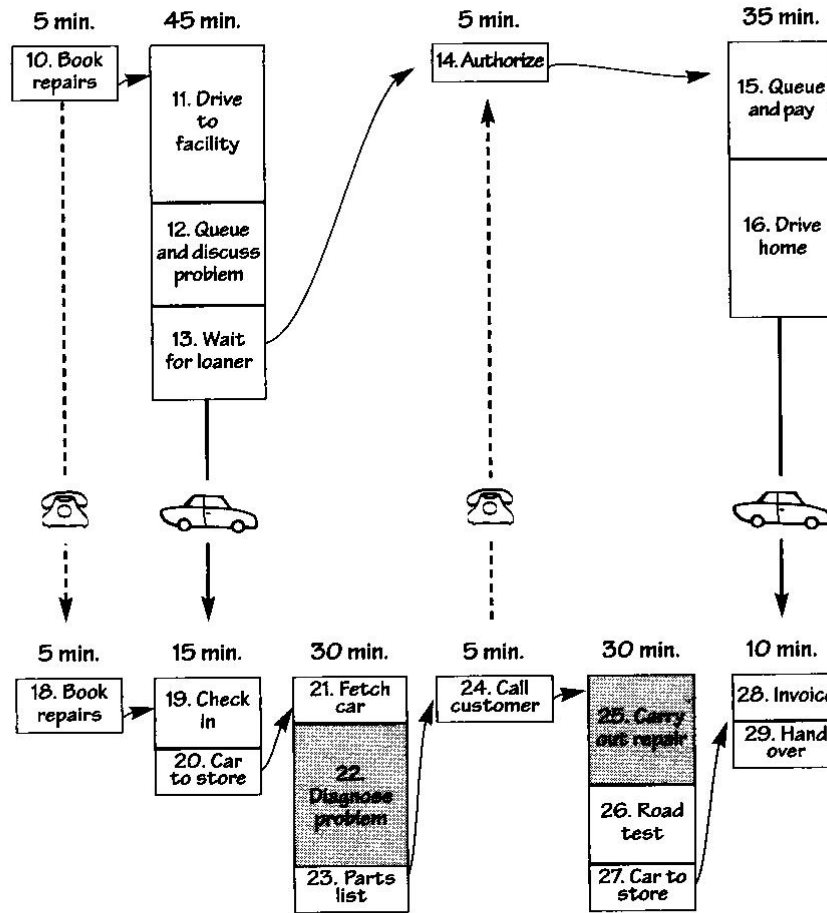 5 min.
45 min.
5 min.
35 min.
10. Book
repairs
11. Drive
to
facility
12. Queue
and discuss
problem
13. Wait
for loaner
14. Authorize
15. Queue
and pay
16. Drive
home
5 min.
15 min.
30 min.
5 min.
30 min.
10 min.
18. Book
repairs
19. Check
in
20. Car
to store
21. Fetch
car
22.
Diagnose
problem
23. Parts
list
24. Call
customer
25. Carry
out repair
26. Road
test
27. Car to
store
28. Invoice
29. Hand
over